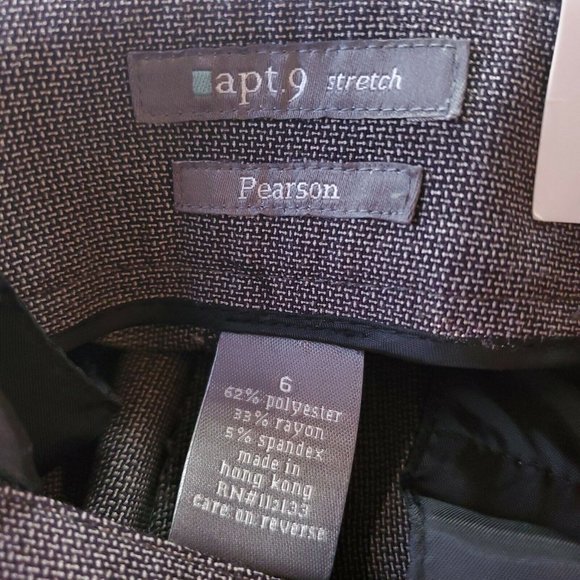 apt.9 stretch
Pearson
6
62% polyester
33% rayon
5% spandex
made in
hong kong
RN#112133
care on reverse